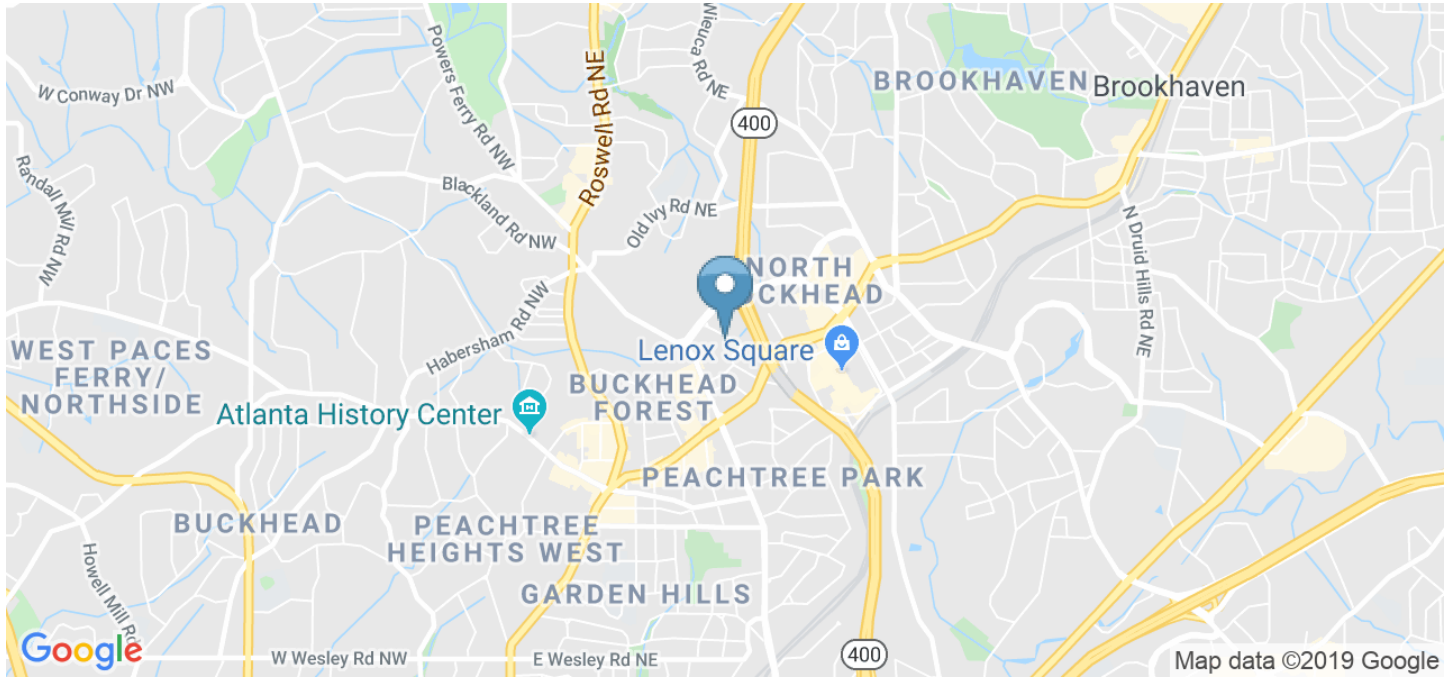 Wieuca Rd NE
Powers Ferry Rd NW
Roswell Rd NE
W Conway Dr NW
BROOKHAVEN
Brookhaven
400
Randall Mill Rd NW
Blackland Rd NW
Old Ivy Rd NE
N Druid Hills Rd NE
NORTH
BUCKHEAD
Habersham Rd NW
WEST PACES
FERRY/
NORTHSIDE
Lenox Square
BUCKHEAD
FOREST
Atlanta History Center
PEACHTREE PARK
BUCKHEAD
PEACHTREE
HEIGHTS WEST
GARDEN HILLS
Howell Mill Rd
Google
W Wesley Rd NW
E Wesley Rd NE
400
Map data ©2019 Google